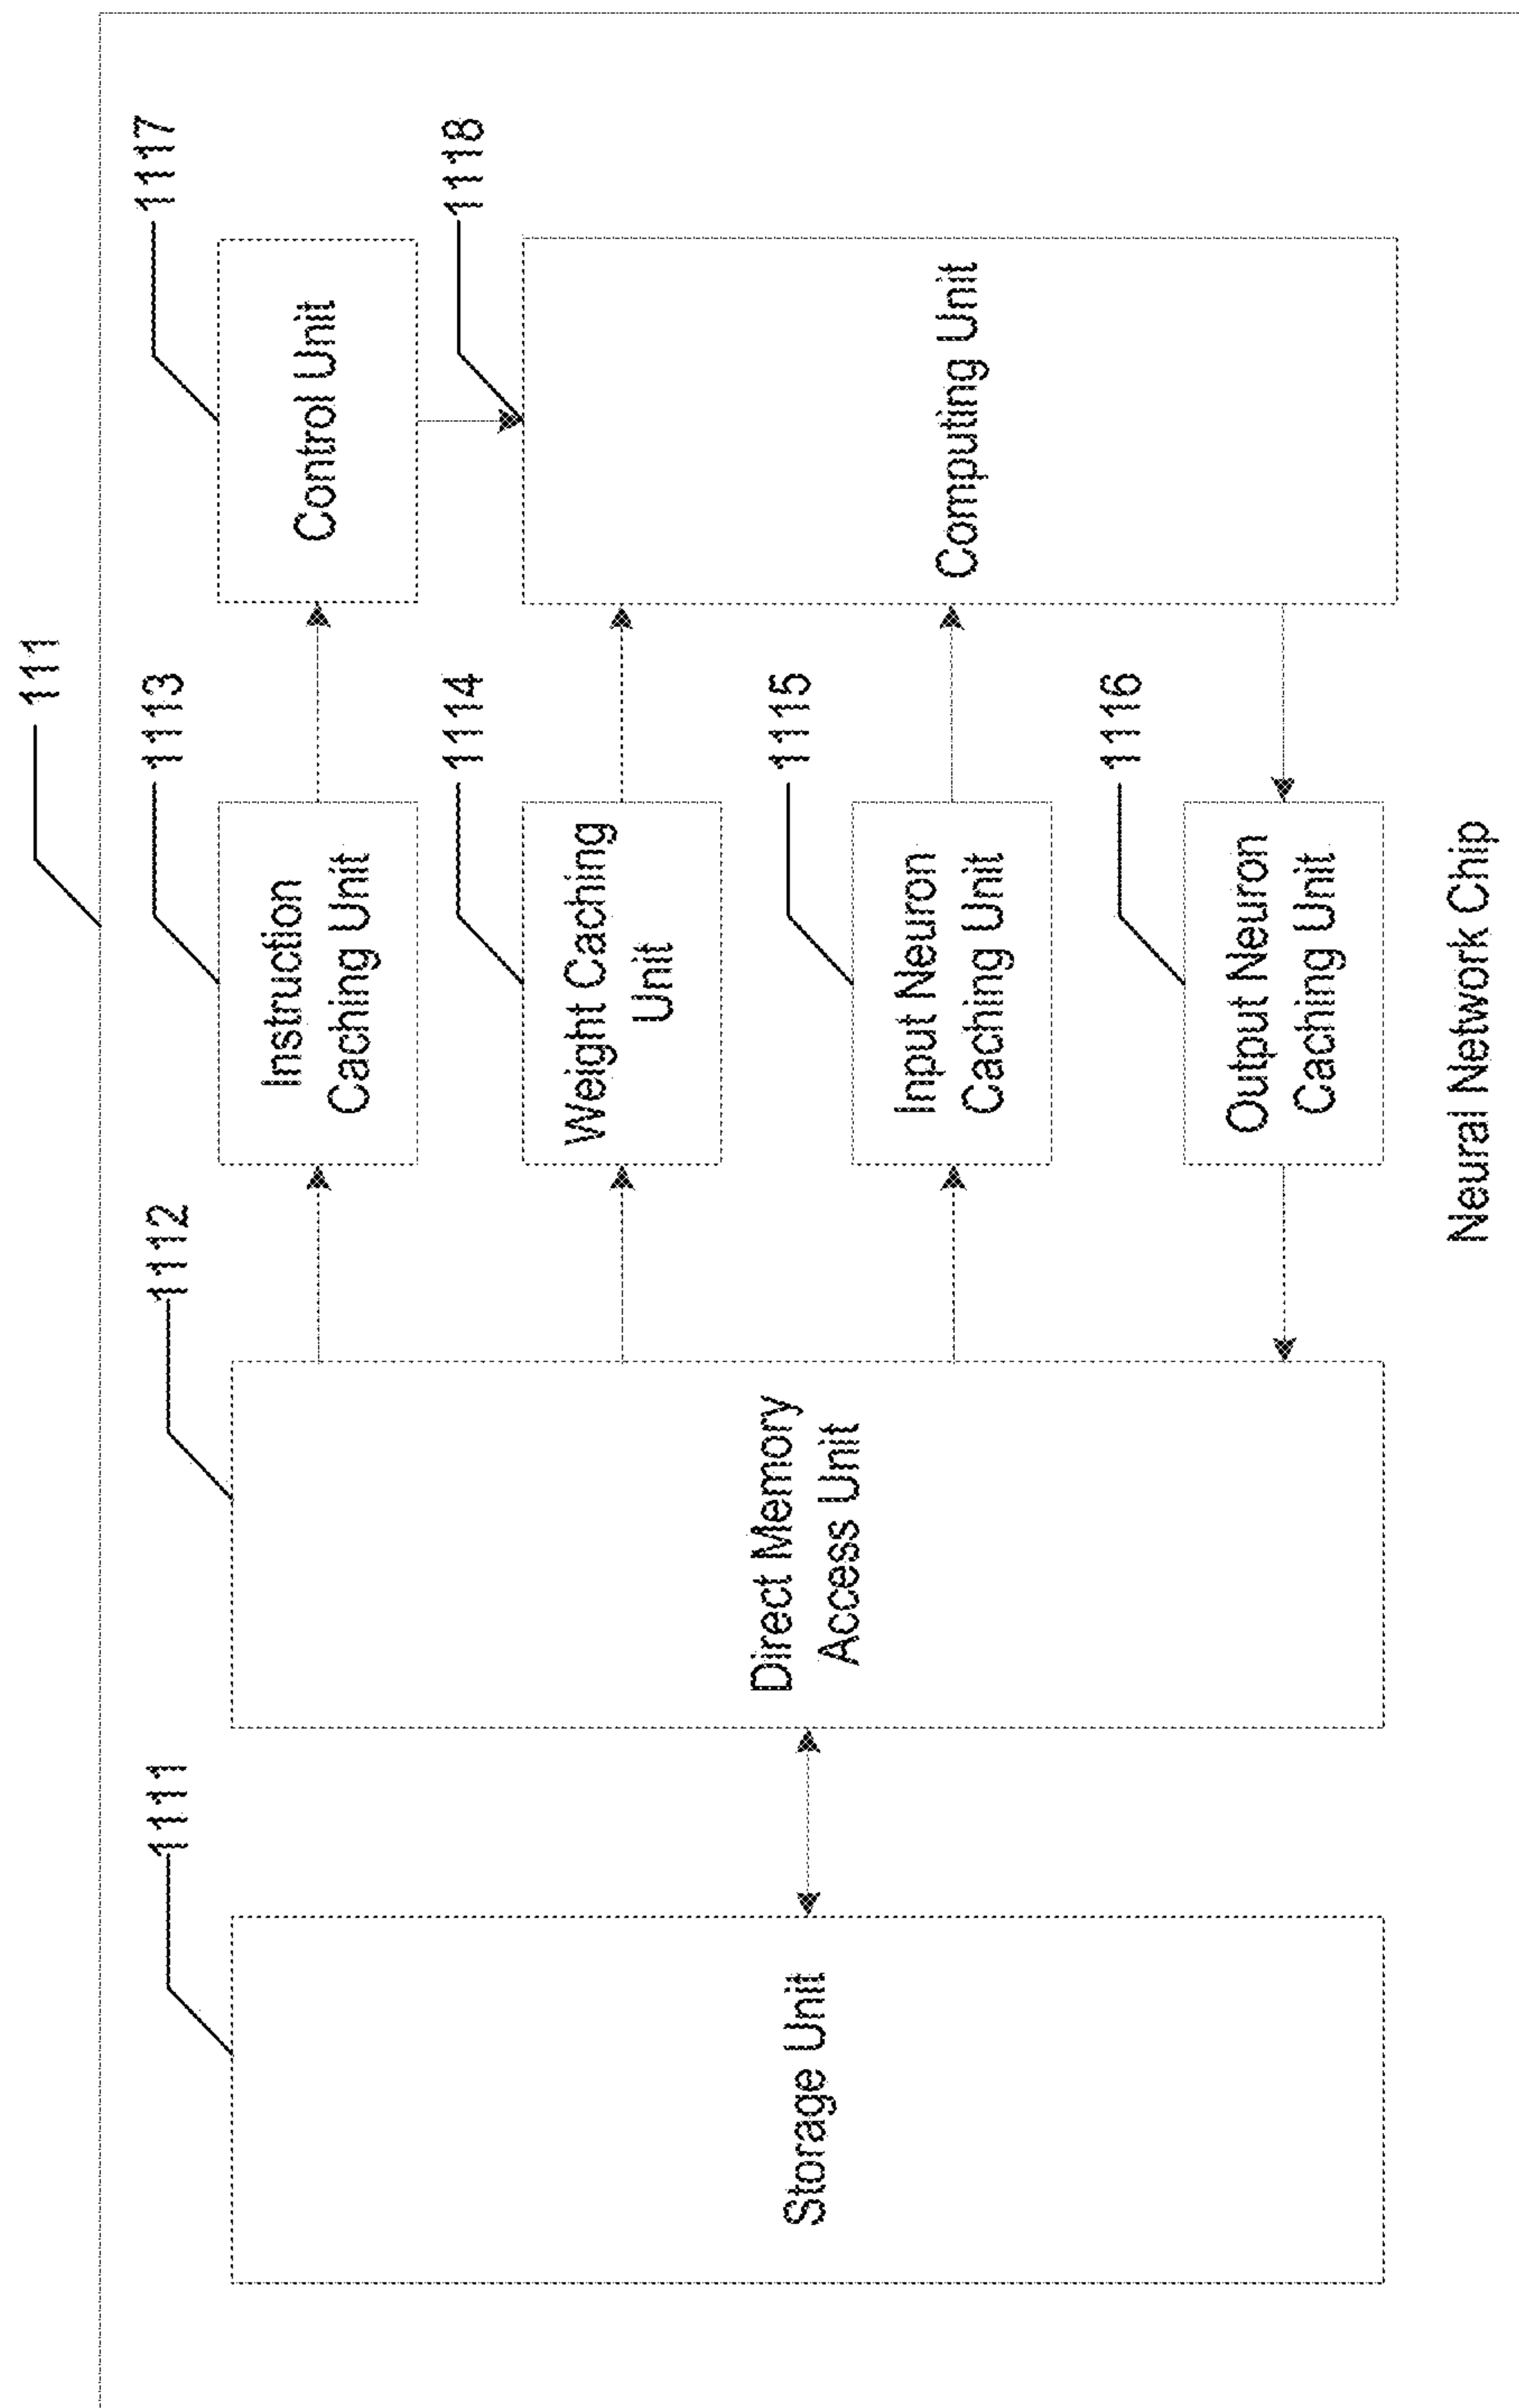 111
1111
1112
1113
1117
Storage Unit
Direct Memory
Access Unit
Instruction
Caching Unit
Control Unit
1114
1118
Weight Caching
Unit
Computing Unit
1115
Input Neuron
Caching Unit
1116
Output Neuron
Caching Unit
Neural Network Chip